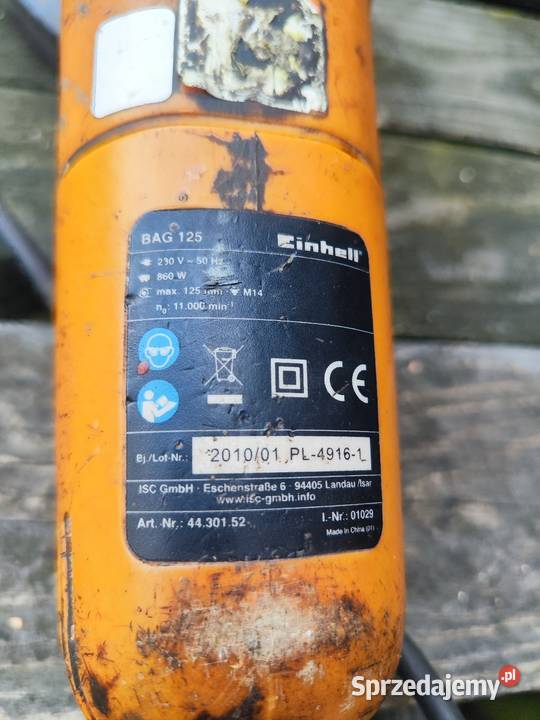 BAG 125
Einhell
230 V ~ 50 Hz
860 W
max. 125 mm M14
n0: 11.000 min
CE
Bj./Lot-Nr.: 2010/01 PL-4916-1
ISC GmbH · Eschenstraße 6 · 94405 Landau /Isar
www.isc-gmbh.info
Art.-Nr.: 44.301.52 I.-Nr.: 01029
Made in China (01)
Sprzedajemy.pl